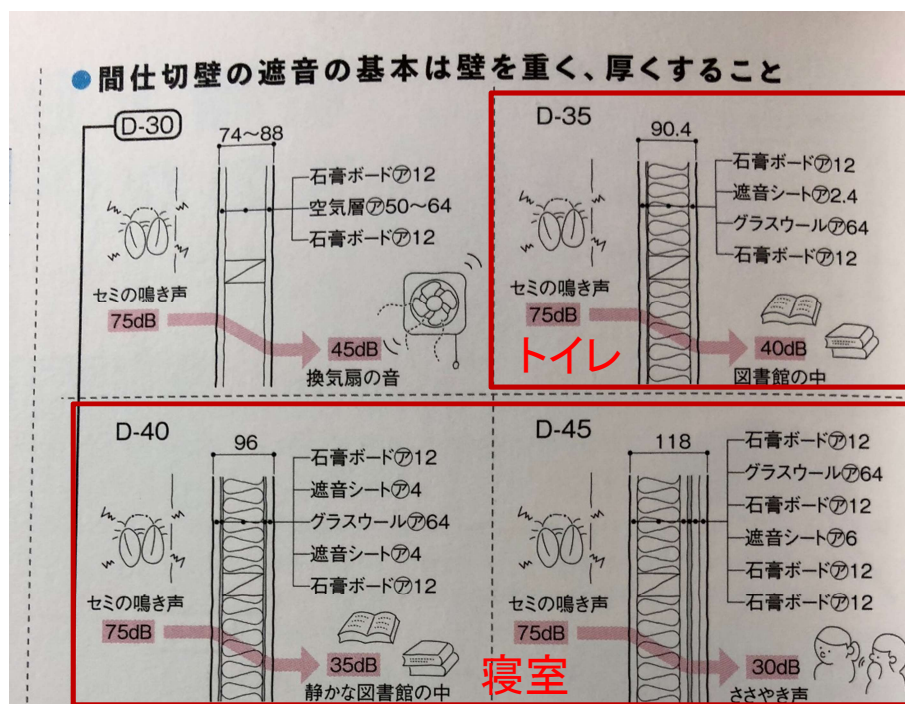 ●間仕切壁の遮音の基本は壁を重く、厚くすること
D-30
74～88
石膏ボード㋐12
空気層㋐50～64
石膏ボード㋐12
セミの鳴き声
75dB
45dB
換気扇の音
D-35
90.4
石膏ボード㋐12
遮音シート㋐2.4
グラスウール㋐64
石膏ボード㋐12
セミの鳴き声
75dB
トイレ
40dB
図書館の中
D-40
96
石膏ボード㋐12
遮音シート㋐4
グラスウール㋐64
遮音シート㋐4
石膏ボード㋐12
セミの鳴き声
75dB
35dB
静かな図書館の中
D-45
118
石膏ボード㋐12
グラスウール㋐64
石膏ボード㋐12
遮音シート㋐6
石膏ボード㋐12
石膏ボード㋐12
セミの鳴き声
75dB
30dB
ささやき声
寝室